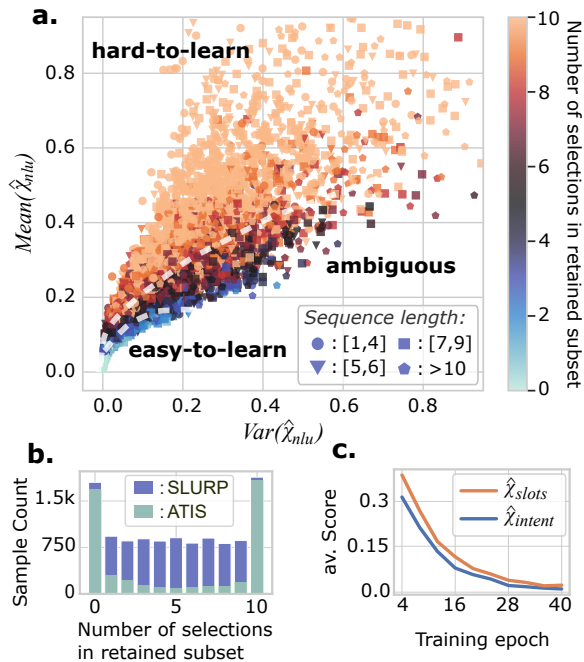 a.
hard-to-learn
ambiguous
easy-to-learn
Mean(χ̂nlu)
0.8
0.6
0.4
0.2
0.0
0.0 0.2 0.4 0.6 0.8
Var(χ̂nlu)
Sequence length:
: [1,4] : [7,9]
: [5,6] : >10
10
8
6
4
2
0
Number of selections
in retained subset
b.
Sample Count
1.5k
750
0
: SLURP
: ATIS
0 5 10
Number of selections
in retained subset
c.
av. Score
0.3
0.15
0.0
χ̂slots
χ̂intent
4 16 28 40
Training epoch